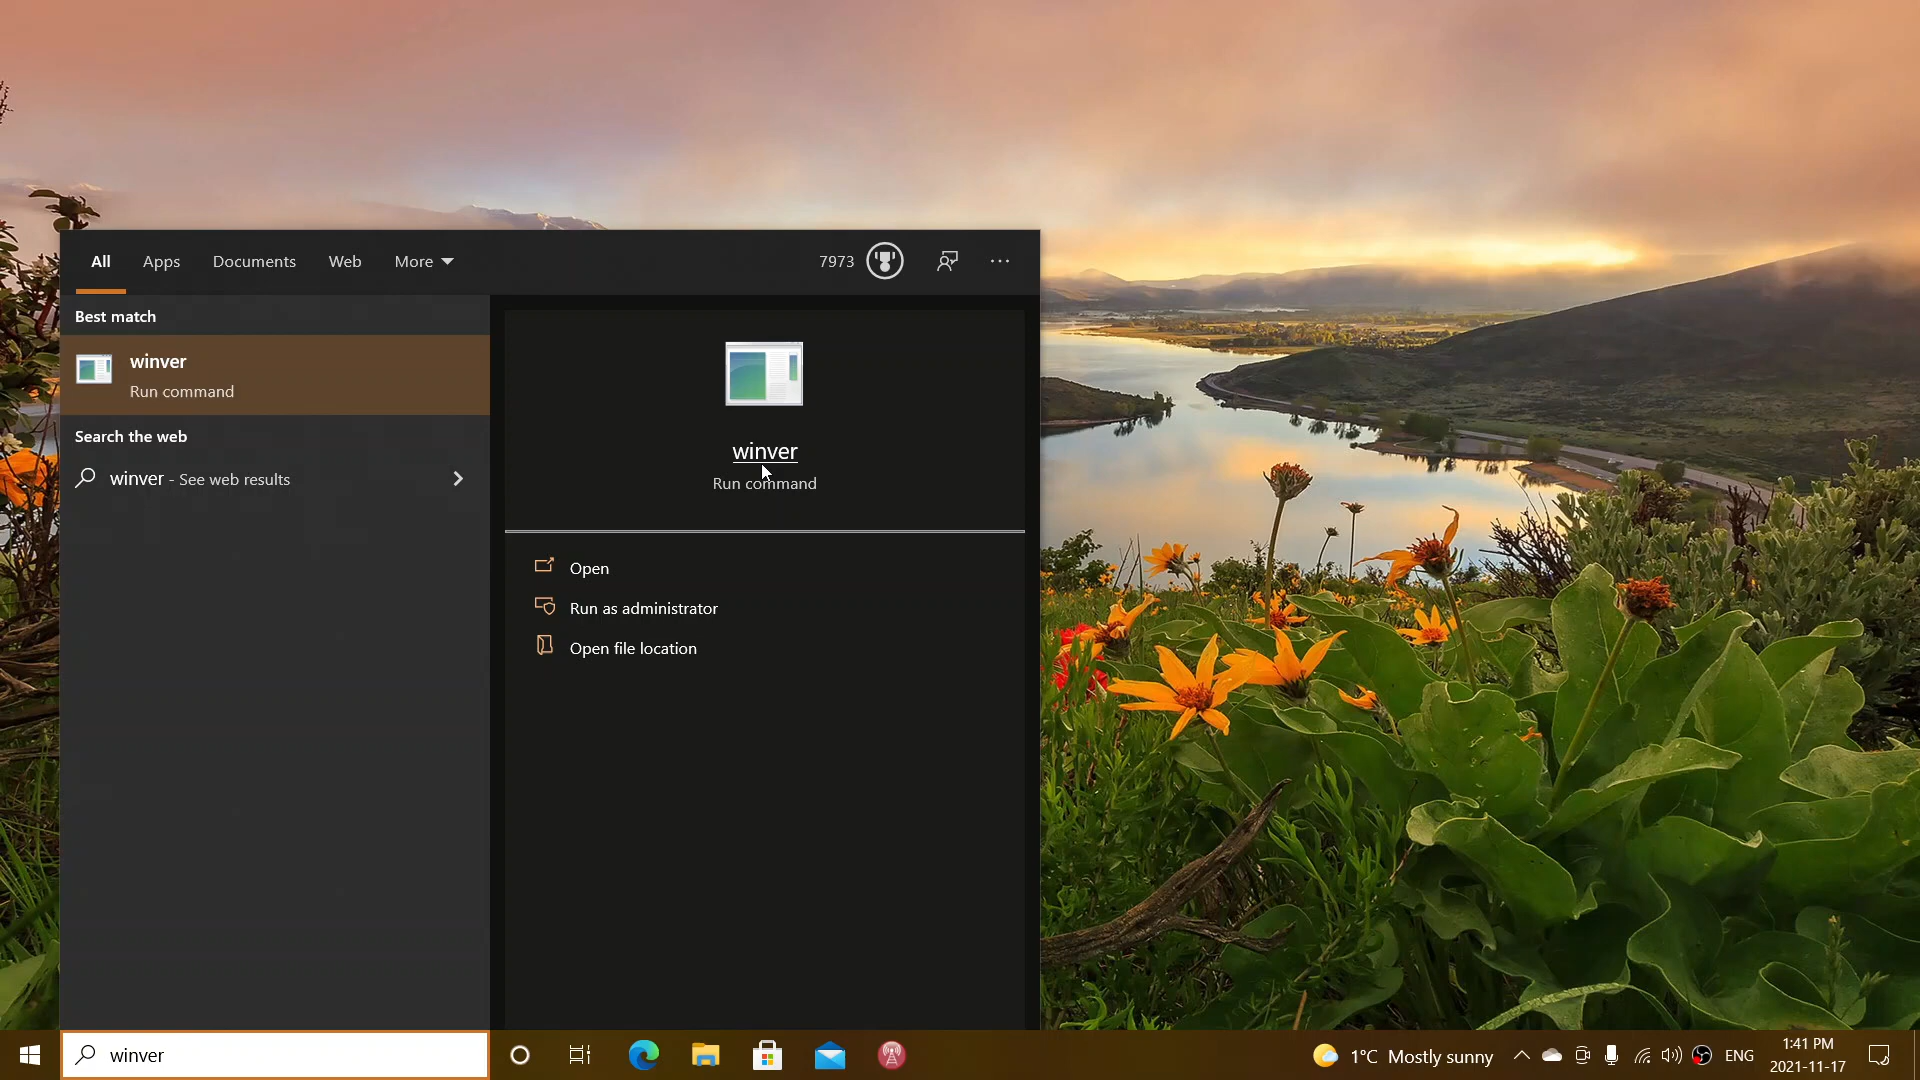 All Apps Documents Web More 7973
Best match
winver
Run command
Search the web
winver - See web results
winver
Run command
Open
Run as administrator
Open file location
winver
1°C Mostly sunny
ENG
1:41 PM
2021-11-17